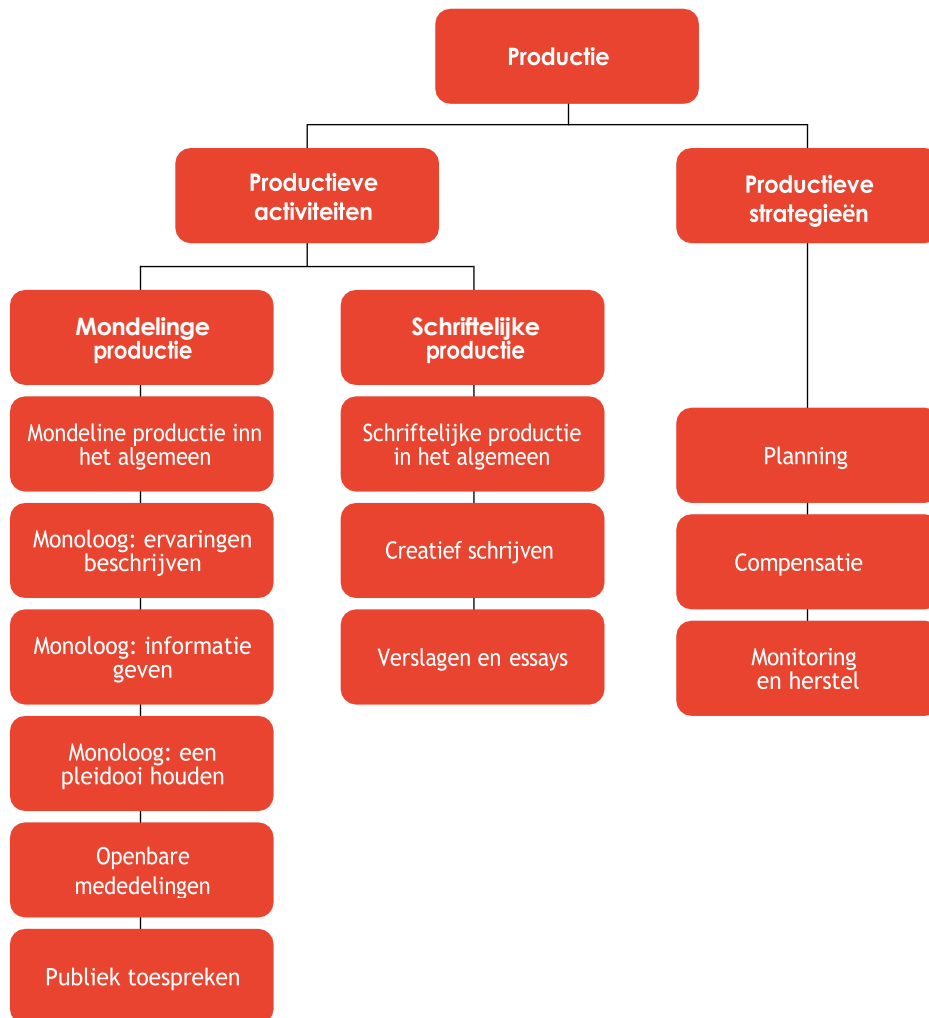 Productie
Productieve
activiteiten
Productieve
strategieën
Mondelinge
productie
Schriftelijke
productie
Mondeline productie inn
het algemeen
Schriftelijke productie
in het algemeen
Planning
Monoloog: ervaringen
beschrijven
Creatief schrijven
Compensatie
Monoloog: informatie
geven
Verslagen en essays
Monitoring
en herstel
Monoloog: een
pleidooi houden
Openbare
mededelingen
Publiek toespreken